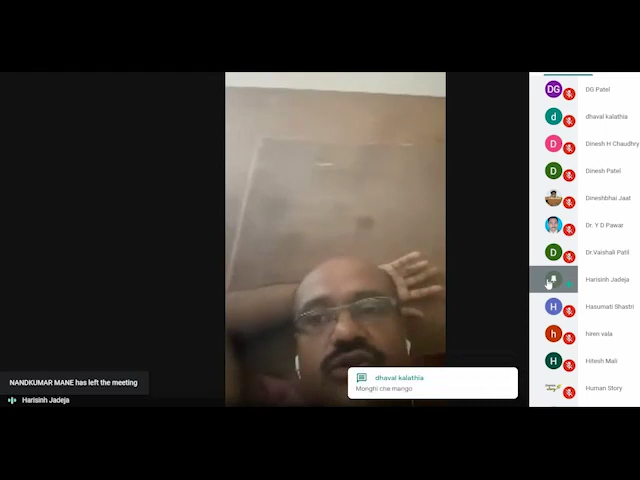 DG
DG Patel
d
dhaval kalathia
D
Dinesh H Chaudhry
D
Dinesh Patel
Dineshbhai Jaat
Dr. Y D Pawar
D
Dr.Vaishali Patil
Harisinh Jadeja
H
Hasumati Shastri
h
hiren vala
H
Hitesh Mali
Human Story
NANDKUMAR MANE has left the meeting
Harisinh Jadeja
dhaval kalathia
Monghi che mango